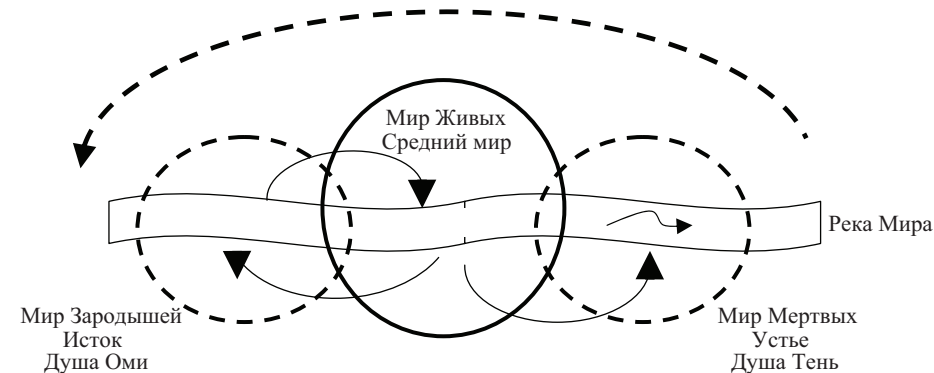 Мир Живых
Средний мир
Река Мира
Мир Зародышей
Исток
Душа Оми
Мир Мертвых
Устье
Душа Тень